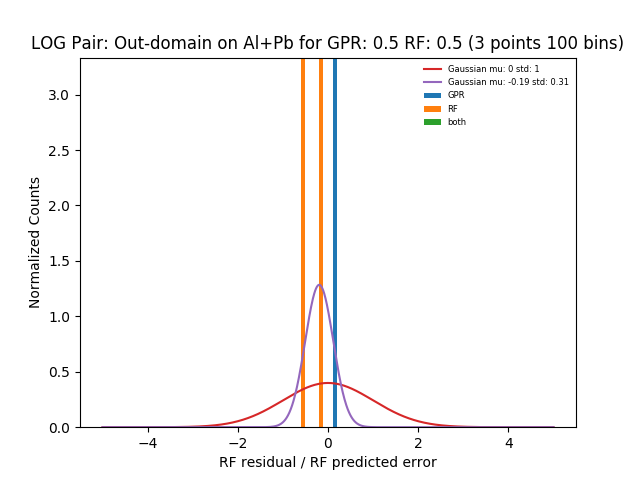 LOG Pair: Out-domain on Al+Pb for GPR: 0.5 RF: 0.5 (3 points 100 bins)
Gaussian mu: 0 std: 1
Gaussian mu: -0.19 std: 0.31
GPR
RF
both
Normalized Counts
3.0
2.5
2.0
1.5
1.0
0.5
0.0
−4
−2
0
2
4
RF residual / RF predicted error